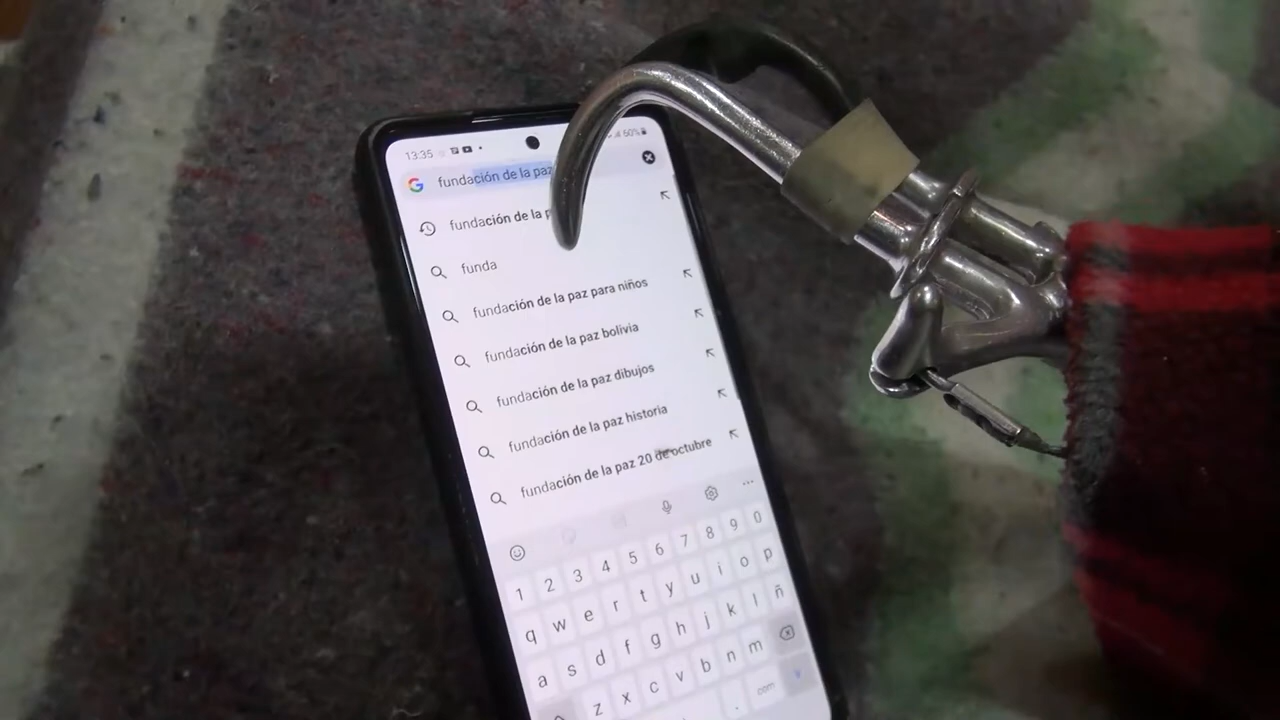 13:35 60%
fundación de la paz
fundación de la p
funda
fundación de la paz para niños
fundación de la paz bolivia
fundación de la paz dibujos
fundación de la paz historia
fundación de la paz 20 de octubre
1 2 3 4 5 6 7 8 9 0
q w e r t y u i o p
a s d f g h j k l ñ
z x c v b n m
. .com